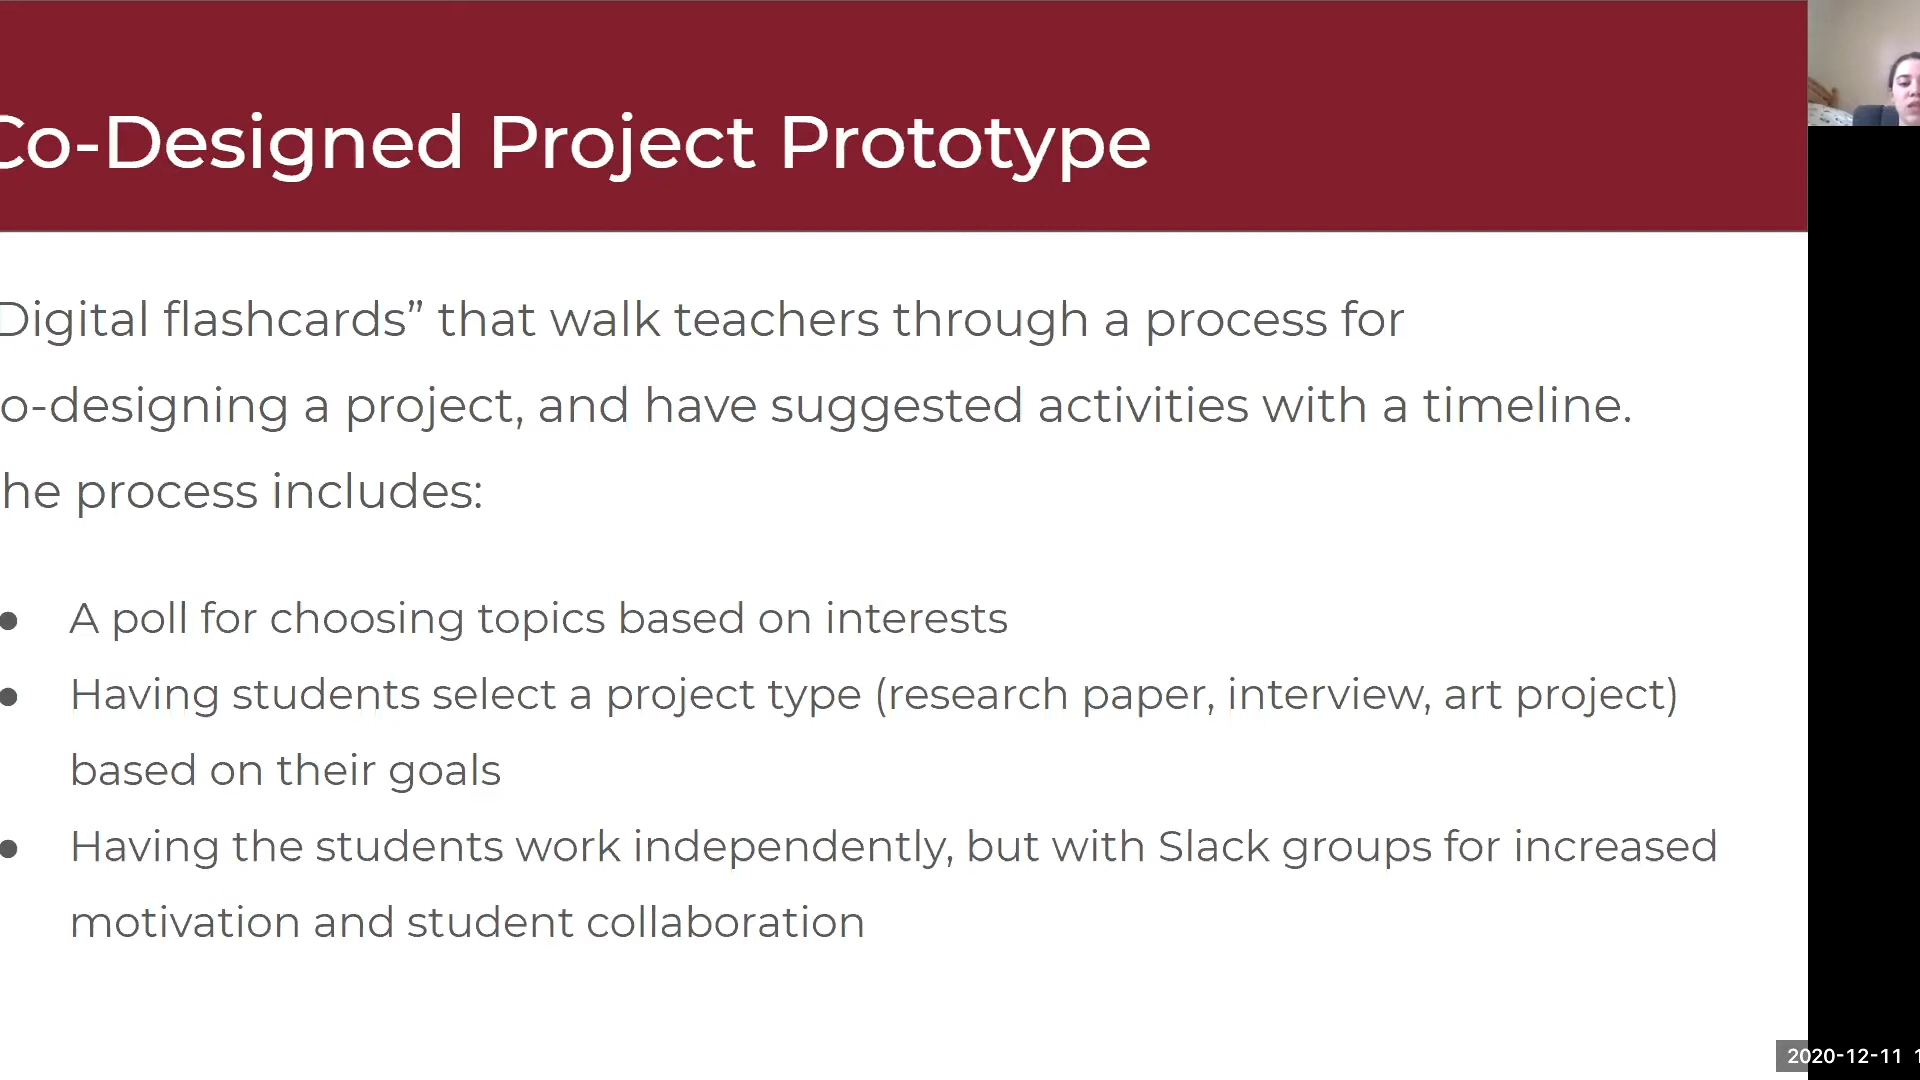 Co-Designed Project Prototype
Digital flashcards” that walk teachers through a process for
o-designing a project, and have suggested activities with a timeline.
he process includes:
● A poll for choosing topics based on interests
● Having students select a project type (research paper, interview, art project)
based on their goals
● Having the students work independently, but with Slack groups for increased
motivation and student collaboration
2020-12-11 1